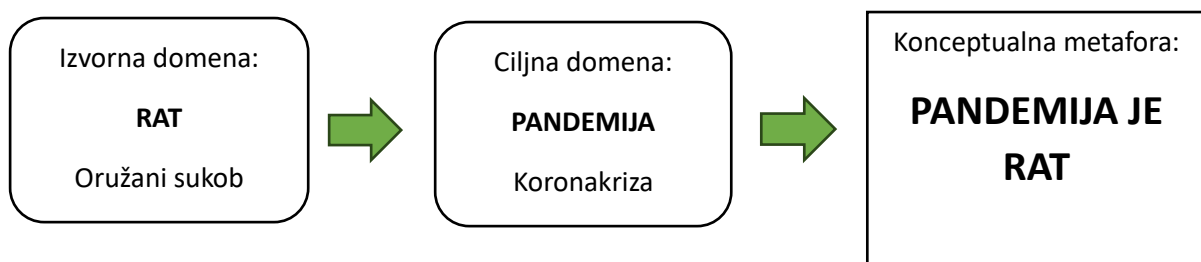 Izvorna domena:
RAT
Oružani sukob
Ciljna domena:
PANDEMIJA
Koronakriza
Konceptualna metafora:
PANDEMIJA JE
RAT